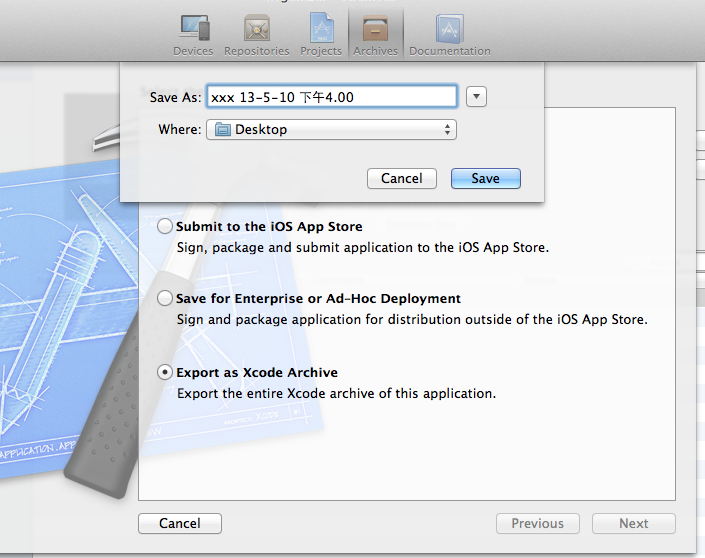 Devices Repositories Projects Archives Documentation
Save As: xxx 13-5-10 下午4.00
Where: Desktop
Cancel Save
Submit to the iOS App Store
Sign, package and submit application to the iOS App Store.
Save for Enterprise or Ad-Hoc Deployment
Sign and package application for distribution outside of the iOS App Store.
Export as Xcode Archive
Export the entire Xcode archive of this application.
Cancel Previous Next